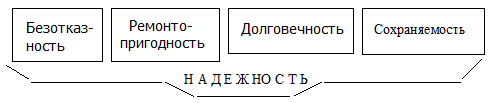 Безотказ-
ность
Ремонто-
пригодность
Долговечность
Сохраняемость
Н А Д Е Ж Н О С Т Ь